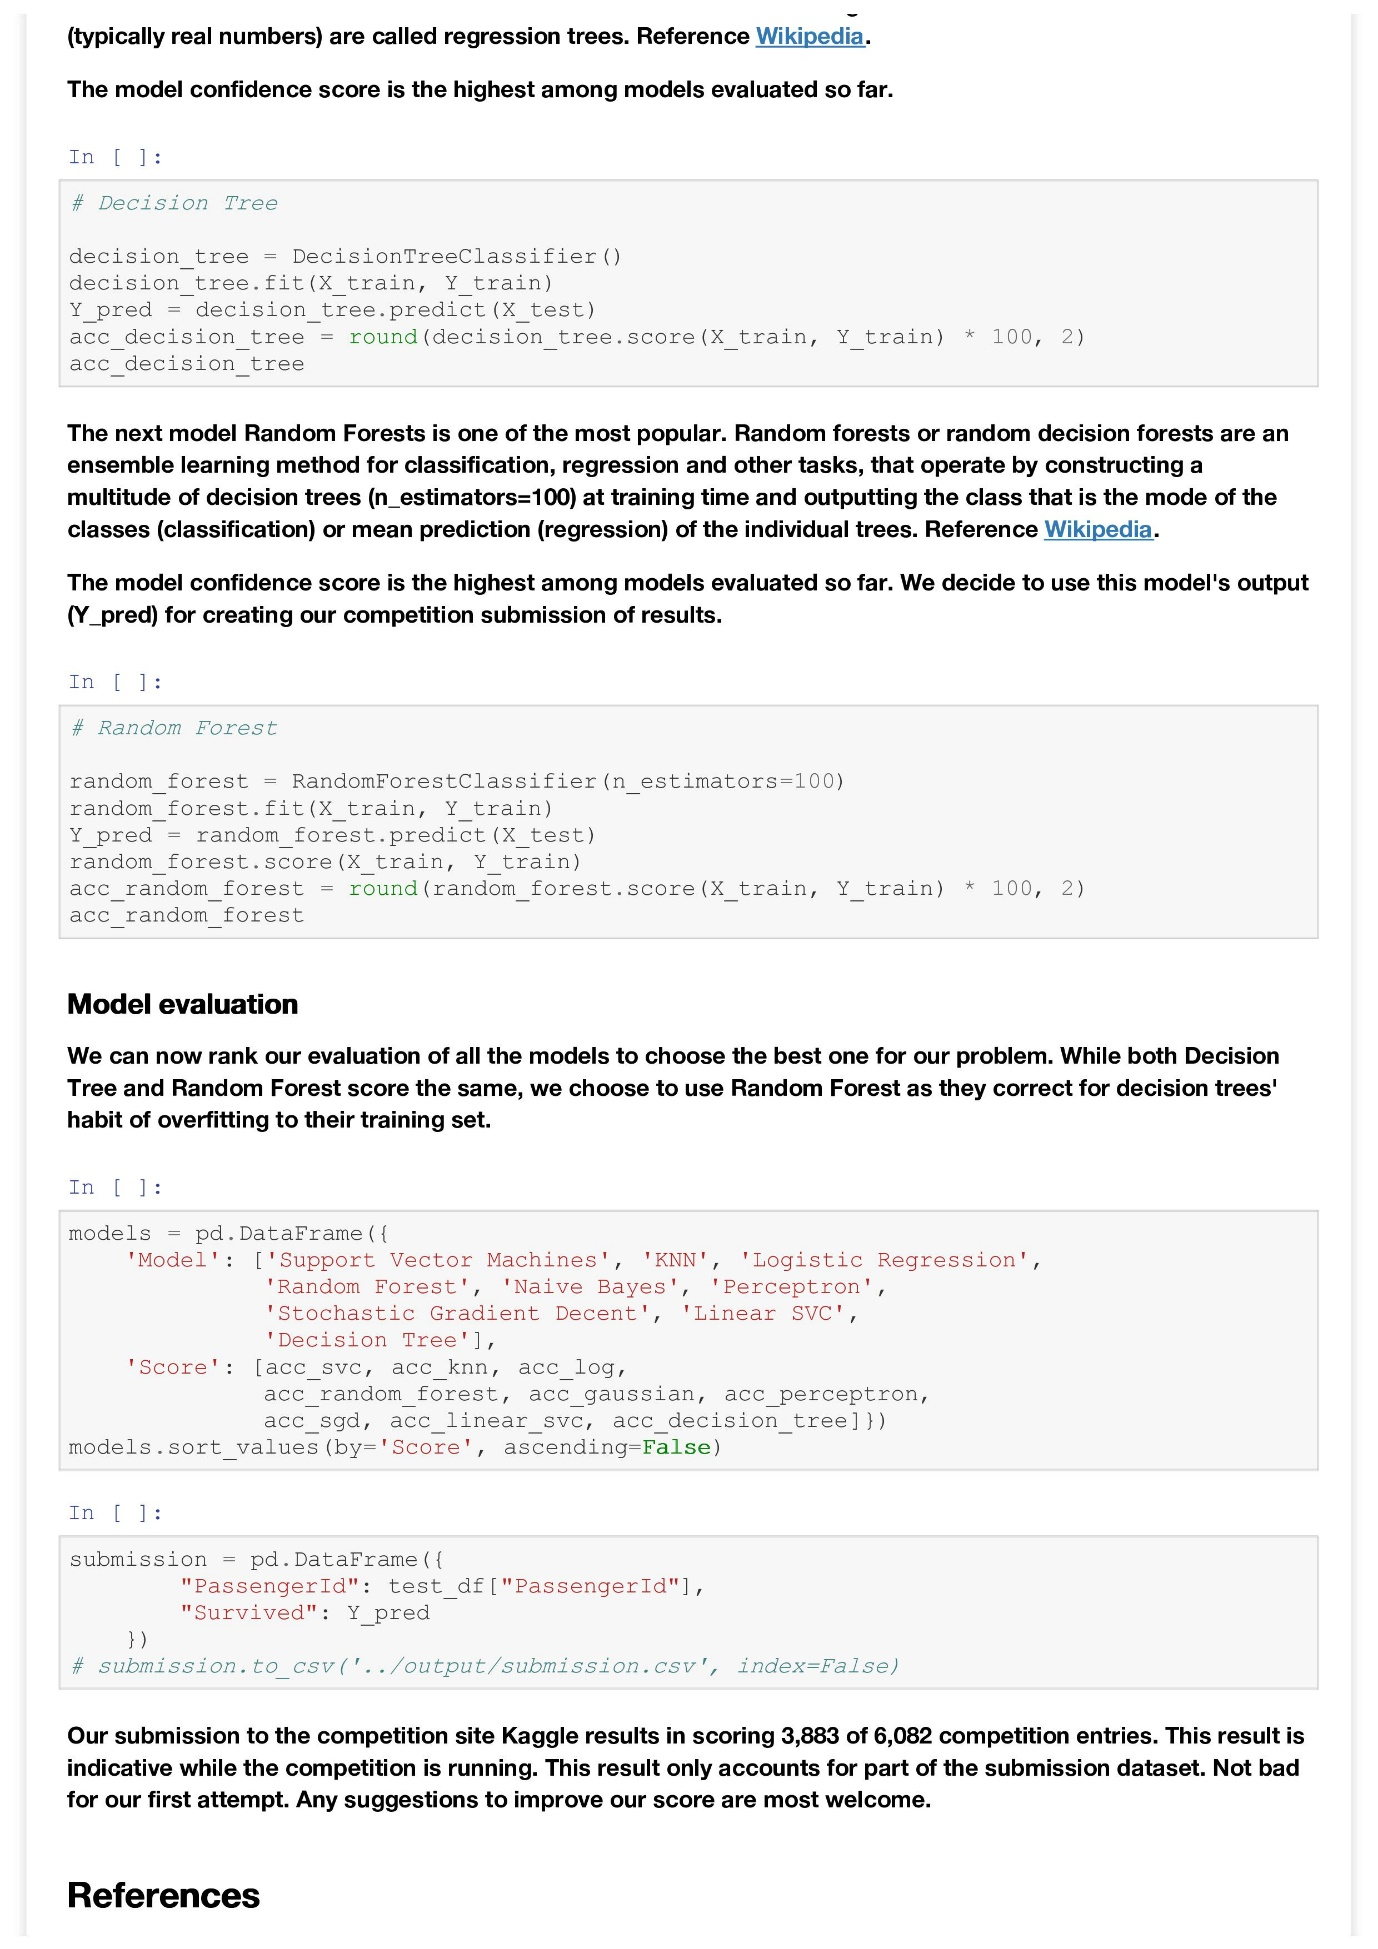 (typically real numbers) are called regression trees. Reference Wikipedia.
The model confidence score is the highest among models evaluated so far.
In [ ]:
# Decision Tree
decision_tree = DecisionTreeClassifier()
decision_tree.fit(X_train, Y_train)
Y_pred = decision_tree.predict(X_test)
acc_decision_tree = round(decision_tree.score(X_train, Y_train) * 100, 2)
acc_decision_tree
The next model Random Forests is one of the most popular. Random forests or random decision forests are an
ensemble learning method for classification, regression and other tasks, that operate by constructing a
multitude of decision trees (n_estimators=100) at training time and outputting the class that is the mode of the
classes (classification) or mean prediction (regression) of the individual trees. Reference Wikipedia.
The model confidence score is the highest among models evaluated so far. We decide to use this model's output
(Y_pred) for creating our competition submission of results.
In [ ]:
# Random Forest
random_forest = RandomForestClassifier(n_estimators=100)
random_forest.fit(X_train, Y_train)
Y_pred = random_forest.predict(X_test)
random_forest.score(X_train, Y_train)
acc_random_forest = round(random_forest.score(X_train, Y_train) * 100, 2)
acc_random_forest
Model evaluation
We can now rank our evaluation of all the models to choose the best one for our problem. While both Decision
Tree and Random Forest score the same, we choose to use Random Forest as they correct for decision trees'
habit of overfitting to their training set.
In [ ]:
models = pd.DataFrame({
    'Model': ['Support Vector Machines', 'KNN', 'Logistic Regression',
              'Random Forest', 'Naive Bayes', 'Perceptron',
              'Stochastic Gradient Decent', 'Linear SVC',
              'Decision Tree'],
    'Score': [acc_svc, acc_knn, acc_log,
              acc_random_forest, acc_gaussian, acc_perceptron,
              acc_sgd, acc_linear_svc, acc_decision_tree]})
models.sort_values(by='Score', ascending=False)
In [ ]:
submission = pd.DataFrame({
        "PassengerId": test_df["PassengerId"],
        "Survived": Y_pred
    })
# submission.to_csv('../output/submission.csv', index=False)
Our submission to the competition site Kaggle results in scoring 3,883 of 6,082 competition entries. This result is
indicative while the competition is running. This result only accounts for part of the submission dataset. Not bad
for our first attempt. Any suggestions to improve our score are most welcome.
References